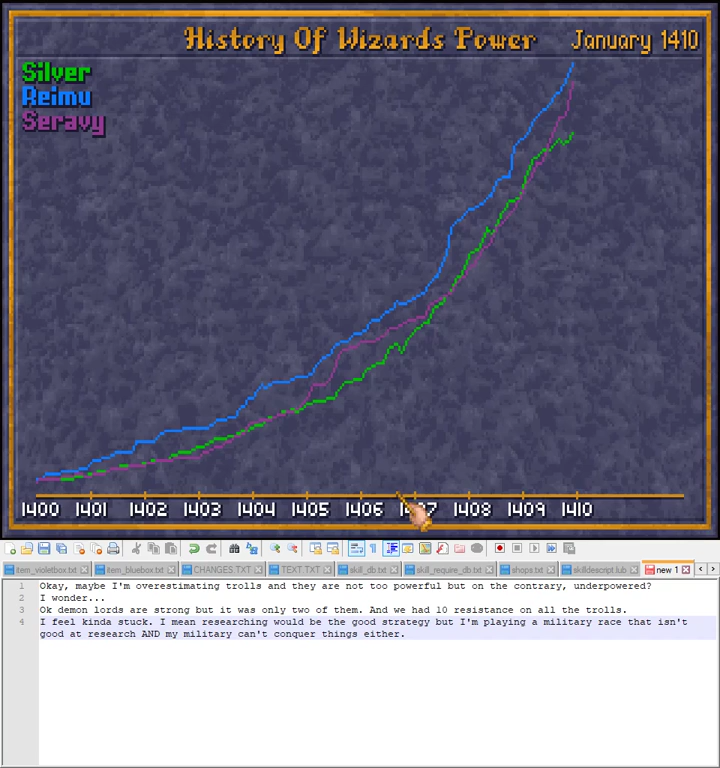 History Of Wizards Power
January 1410
Silver
Reimu
Seravy
1400 1401 1402 1403 1404 1405 1406 1407 1408 1409 1410
item_violetbox.txt item_bluebox.txt CHANGES.TXT TEXT.TXT skill_db.txt skill_require_db.txt shops.txt skilldescript.lub new 1
1 Okay, maybe I'm overestimating trolls and they are not too powerful but on the contrary, underpowered?
2 I wonder...
3 Ok demon lords are strong but it was only two of them. And we had 10 resistance on all the trolls.
4 I feel kinda stuck. I mean researching would be the good strategy but I'm playing a military race that isn't
good at research AND my military can't conquer things either.